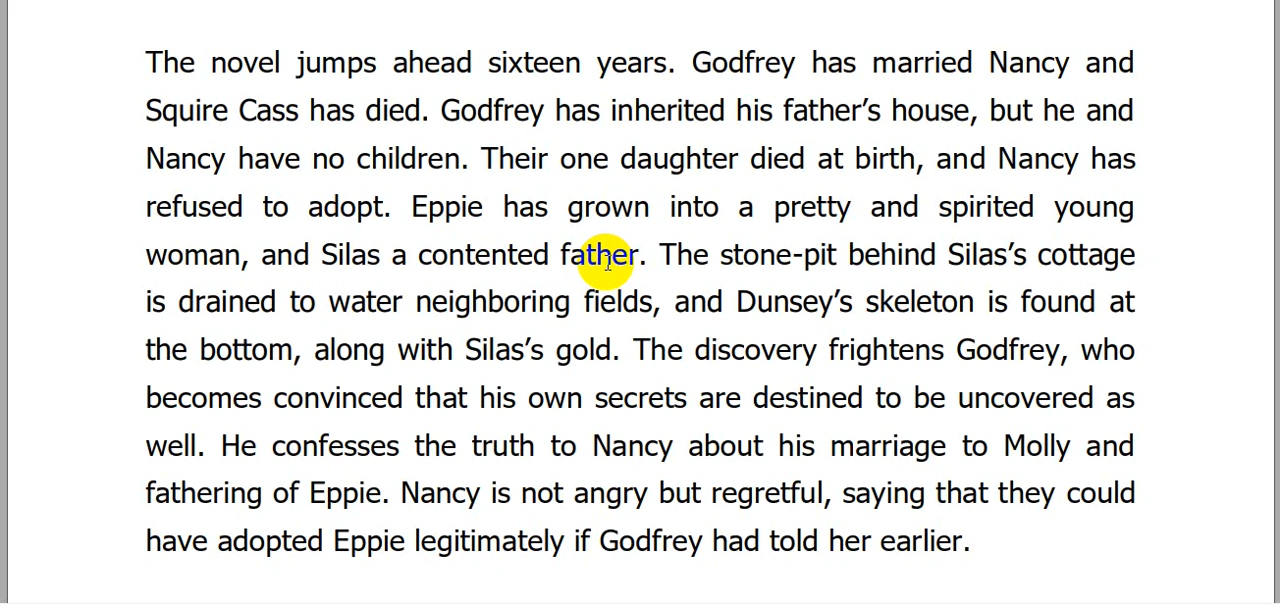 The novel jumps ahead sixteen years. Godfrey has married Nancy and
Squire Cass has died. Godfrey has inherited his father’s house, but he and
Nancy have no children. Their one daughter died at birth, and Nancy has
refused to adopt. Eppie has grown into a pretty and spirited young
woman, and Silas a contented father. The stone-pit behind Silas’s cottage
is drained to water neighboring fields, and Dunsey’s skeleton is found at
the bottom, along with Silas’s gold. The discovery frightens Godfrey, who
becomes convinced that his own secrets are destined to be uncovered as
well. He confesses the truth to Nancy about his marriage to Molly and
fathering of Eppie. Nancy is not angry but regretful, saying that they could
have adopted Eppie legitimately if Godfrey had told her earlier.